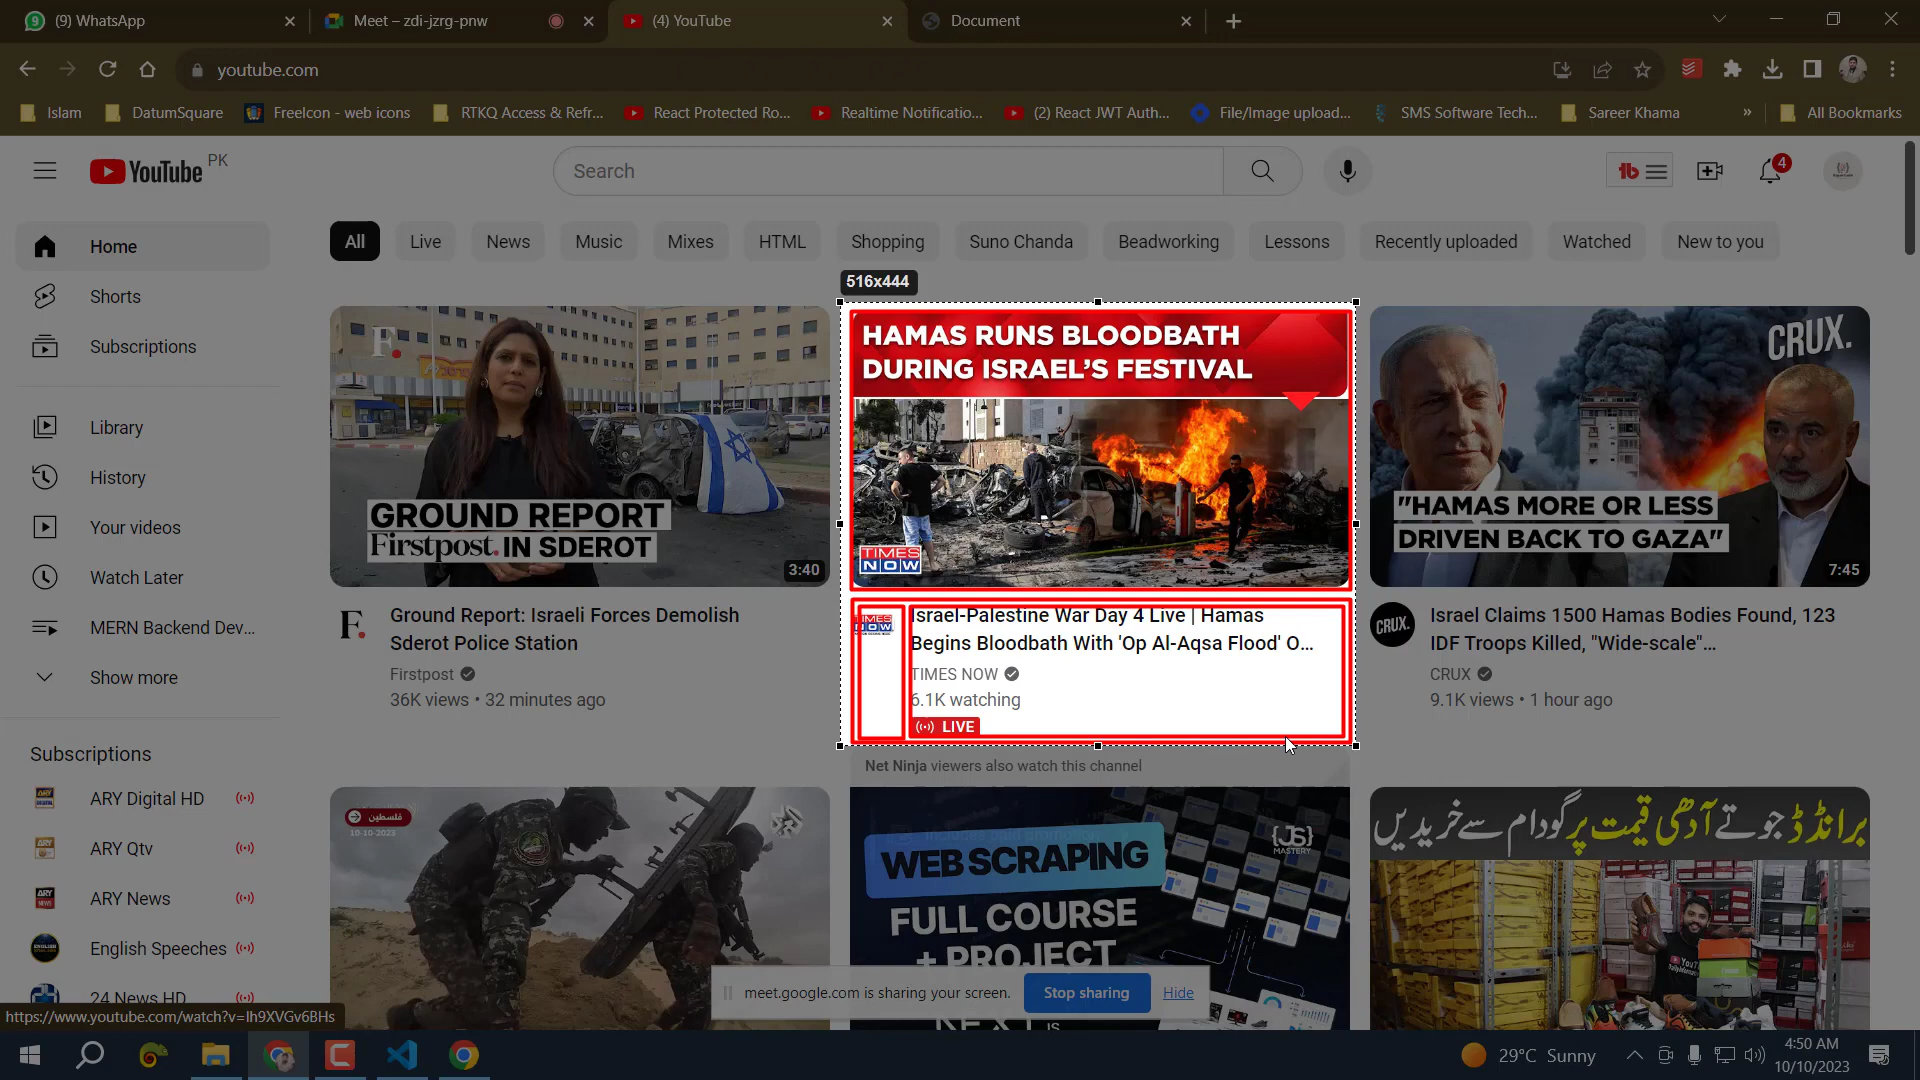 (9) WhatsApp
Meet – zdi-jzrg-pnw
(4) YouTube
Document
youtube.com
Islam
DatumSquare
FreeIcon - web icons
RTKQ Access & Refr...
React Protected Ro...
Realtime Notificatio...
(2) React JWT Auth...
File/Image upload...
SMS Software Tech...
Sareer Khama
»
All Bookmarks
YouTube PK
Search
4
Home
Shorts
Subscriptions
Library
History
Your videos
Watch Later
MERN Backend Dev...
Show more
Subscriptions
ARY Digital HD
ARY Qtv
ARY News
English Speeches
24 News HD
https://www.youtube.com/watch?v=lh9XVGv6BHs
All
Live
News
Music
Mixes
HTML
Shopping
Suno Chanda
Beadworking
Lessons
Recently uploaded
Watched
New to you
516x444
F.
GROUND REPORT
Firstpost. IN SDEROT
3:40
F.
Ground Report: Israeli Forces Demolish
Sderot Police Station
Firstpost
36K views • 32 minutes ago
HAMAS RUNS BLOODBATH
DURING ISRAEL'S FESTIVAL
TIMES
NOW
TIMES
NOW
Israel-Palestine War Day 4 Live | Hamas
Begins Bloodbath With 'Op Al-Aqsa Flood' O...
TIMES NOW
6.1K watching
LIVE
CRUX.
"HAMAS MORE OR LESS
DRIVEN BACK TO GAZA"
7:45
CRUX.
Israel Claims 1500 Hamas Bodies Found, 123
IDF Troops Killed, "Wide-scale"...
CRUX
9.1K views • 1 hour ago
فلسطين
10-10-2023
Net Ninja viewers also watch this channel
{JS}
MASTERY
WEB SCRAPING
FULL COURSE
+ PROJECT
برانڈڈ جوتے آدھی قیمت پر گودام سے خریدیں
meet.google.com is sharing your screen.
Stop sharing
Hide
29°C Sunny
4:50 AM
10/10/2023